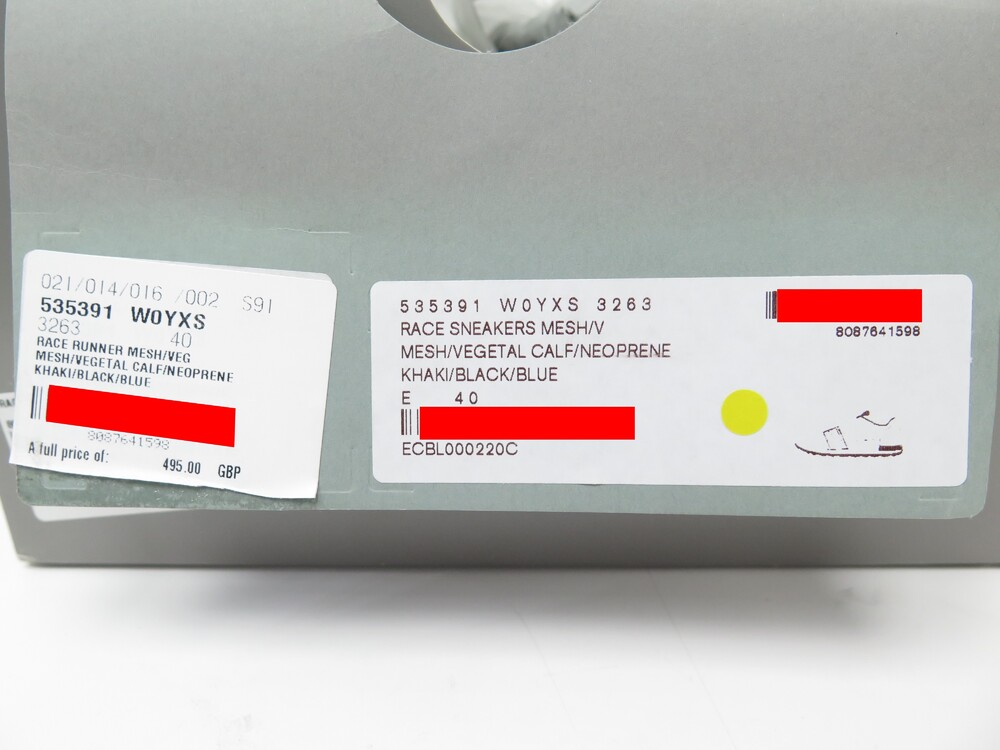 021/014/016 /002 S91
535391 W0YXS
3263 40
RACE RUNNER MESH/VEG
MESH/VEGETAL CALF/NEOPRENE
KHAKI/BLACK/BLUE
8087641598
A full price of: 495.00 GBP
535391 W0YXS 3263
RACE SNEAKERS MESH/V
8087641598
MESH/VEGETAL CALF/NEOPRENE
KHAKI/BLACK/BLUE
E 40
ECBL000220C